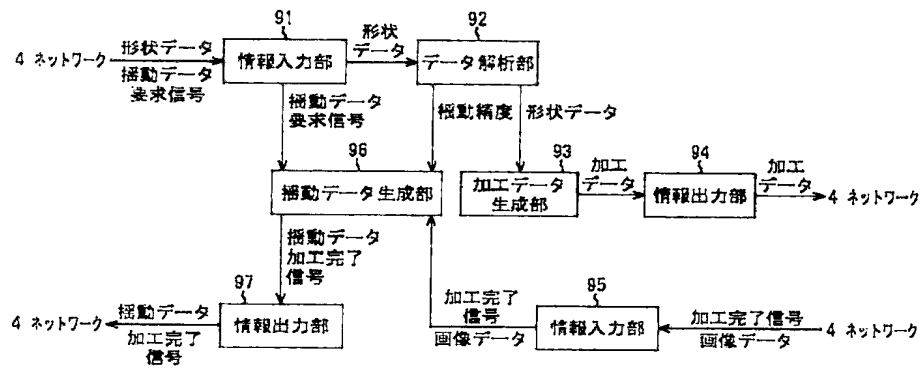 91
92
4 ネットワーク
形状データ
揺動データ
要求信号
情報入力部
形状
データ
データ解析部
揺動データ
要求信号
揺動精度
形状データ
96
揺動データ生成部
93
加工データ
生成部
加工
データ
94
情報出力部
加工
データ
4 ネットワーク
揺動データ
加工完了
信号
97
情報出力部
4 ネットワーク
揺動データ
加工完了
信号
加工完了
信号
画像データ
95
情報入力部
加工完了信号
画像データ
4 ネットワーク